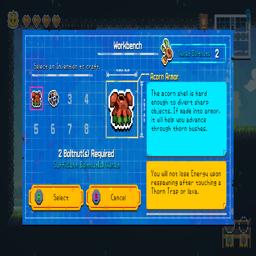 Workbench
2
Select an Invention to craft.
Acorn Armor
The acorn shell is hard
enough to divert sharp
objects. If made into armor,
it will help you advance
through thorn bushes.
3 4
5 6 7 8
2 Boltnut(s) Required
You will not lose Energy upon
respawning after touching a
Thorn Trap or lava.
Select
Cancel